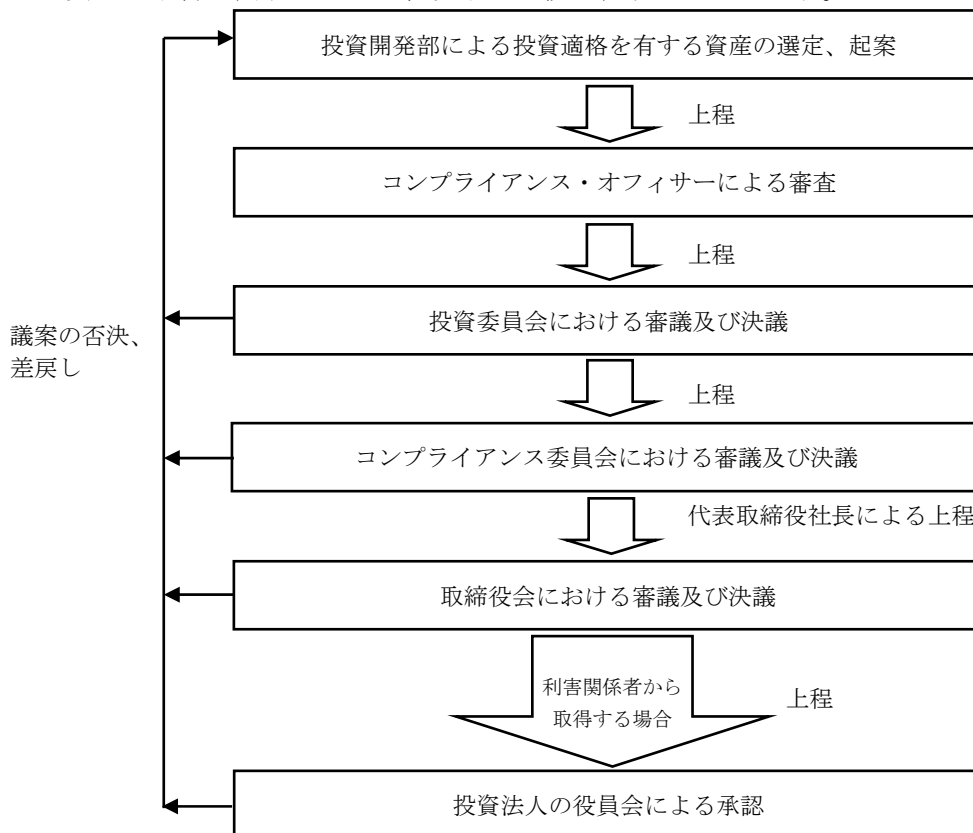 投資開発部による投資適格を有する資産の選定、起案
上程
コンプライアンス・オフィサーによる審査
上程
投資委員会における審議及び決議
議案の否決、
差戻し
上程
コンプライアンス委員会における審議及び決議
代表取締役社長による上程
取締役会における審議及び決議
利害関係者から
取得する場合
上程
投資法人の役員会による承認